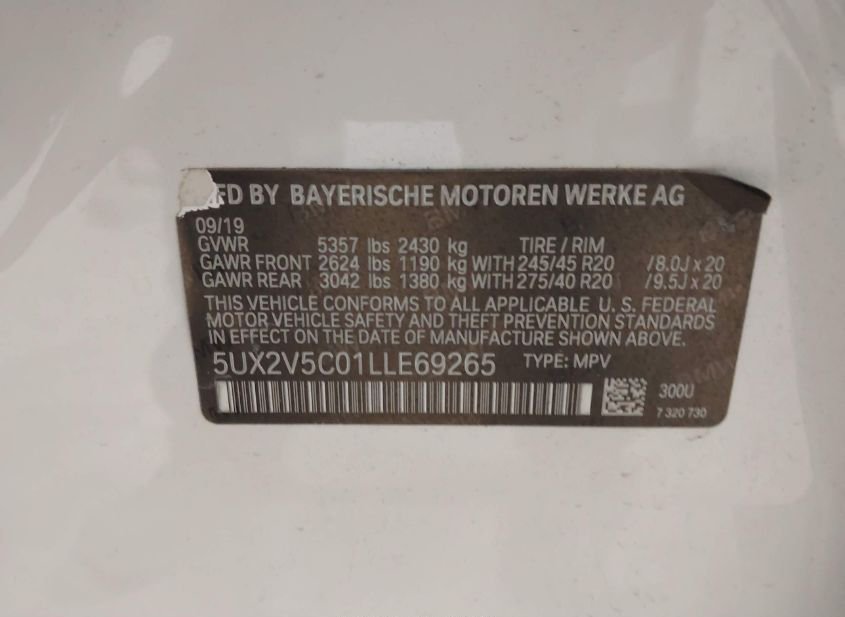 FD BY BAYERISCHE MOTOREN WERKE AG
09/19
GVWR 5357 lbs 2430 kg TIRE / RIM
GAWR FRONT 2624 lbs 1190 kg WITH 245/45 R20 /8.0J x 20
GAWR REAR 3042 lbs 1380 kg WITH 275/40 R20 /9.5J x 20
THIS VEHICLE CONFORMS TO ALL APPLICABLE U. S. FEDERAL
MOTOR VEHICLE SAFETY AND THEFT PREVENTION STANDARDS
IN EFFECT ON THE DATE OF MANUFACTURE SHOWN ABOVE.
5UX2V5C01LLE69265 TYPE: MPV
300U
7 320 730